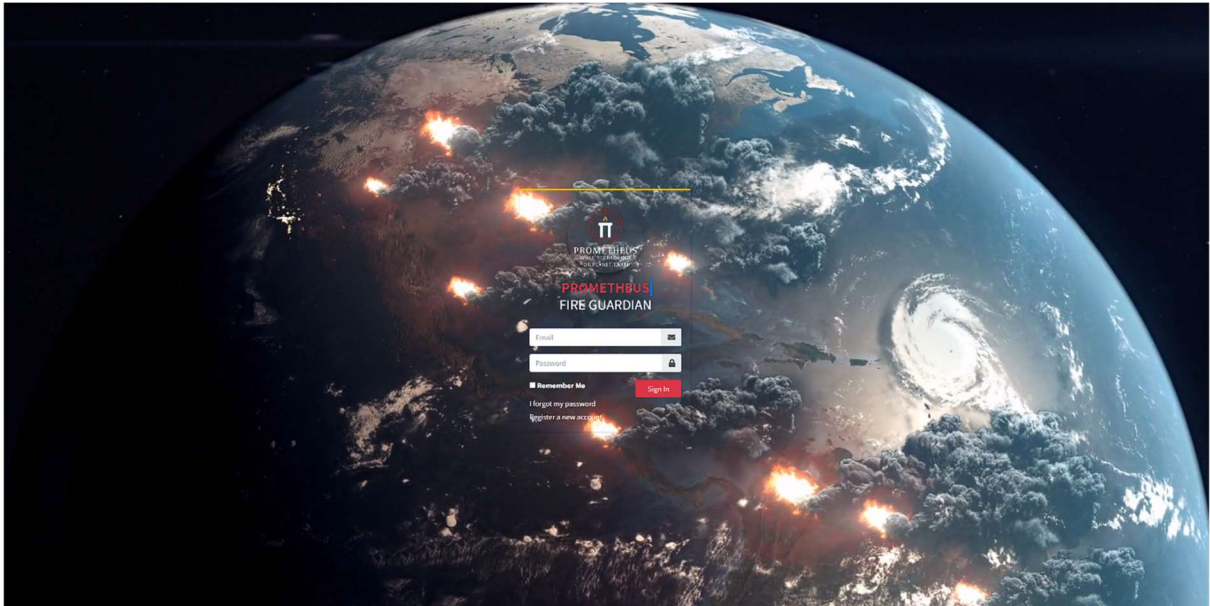 PROMETHEUS
PROMETHEUS
FIRE GUARDIAN
Email
Password
Remember Me
Sign In
I forgot my password
Register a new account